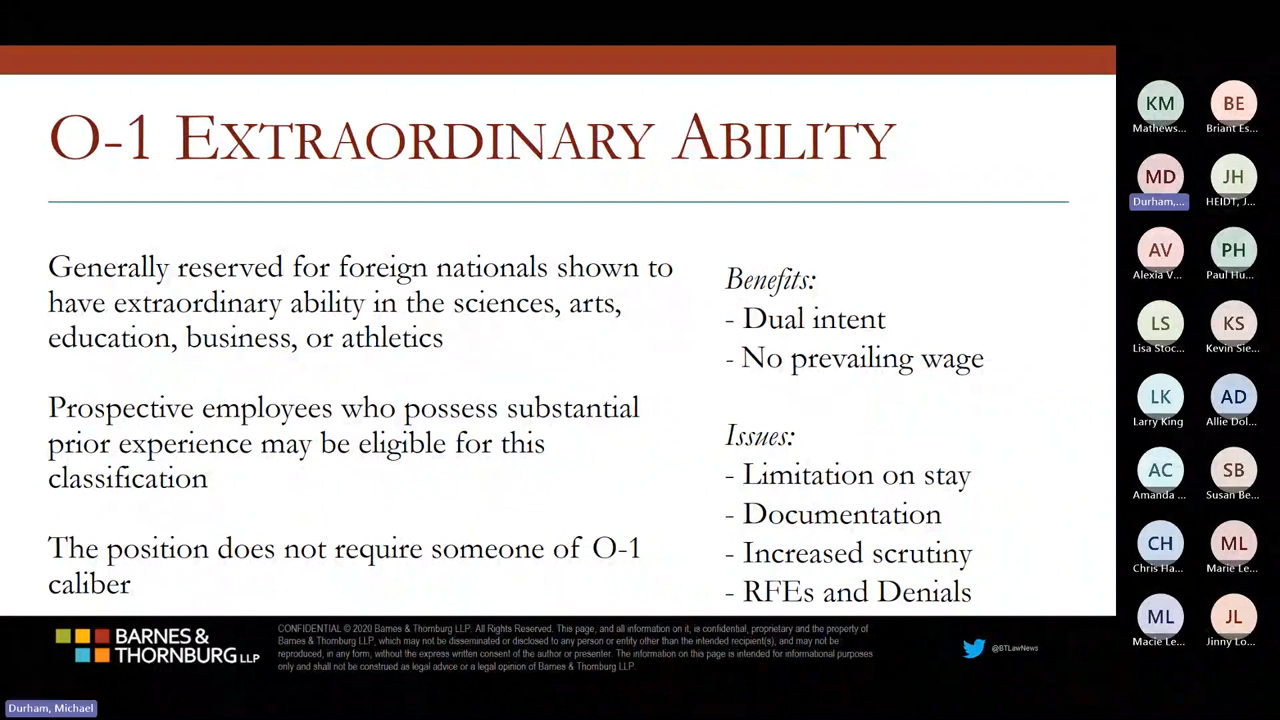 O-1 EXTRAORDINARY ABILITY
Generally reserved for foreign nationals shown to
have extraordinary ability in the sciences, arts,
education, business, or athletics
Prospective employees who possess substantial
prior experience may be eligible for this
classification
The position does not require someone of O-1
caliber
Benefits:
- Dual intent
- No prevailing wage
Issues:
- Limitation on stay
- Documentation
- Increased scrutiny
- RFEs and Denials
BARNES &
THORNBURG LLP
CONFIDENTIAL © 2020 Barnes & Thornburg LLP. All Rights Reserved. This page, and all information on it, is confidential, proprietary and the property of
Barnes & Thornburg LLP, which may not be disseminated or disclosed to any person or entity other than the intended recipient(s), and may not be
reproduced, in any form, without the express written consent of the author or presenter. The information on this page is intended for informational purposes
only and shall not be construed as legal advice or a legal opinion of Barnes & Thornburg LLP.
@BTLawNews
KM
Mathews...
BE
Briant Es...
MD
Durham,...
JH
HEIDT, J...
AV
Alexia V...
PH
Paul Hu...
LS
Lisa Stoc...
KS
Kevin Sie...
LK
Larry King
AD
Allie Dol...
AC
Amanda ...
SB
Susan Be...
CH
Chris Ha...
ML
Marie Le...
ML
Macie Le...
JL
Jinny Lo...
Durham, Michael